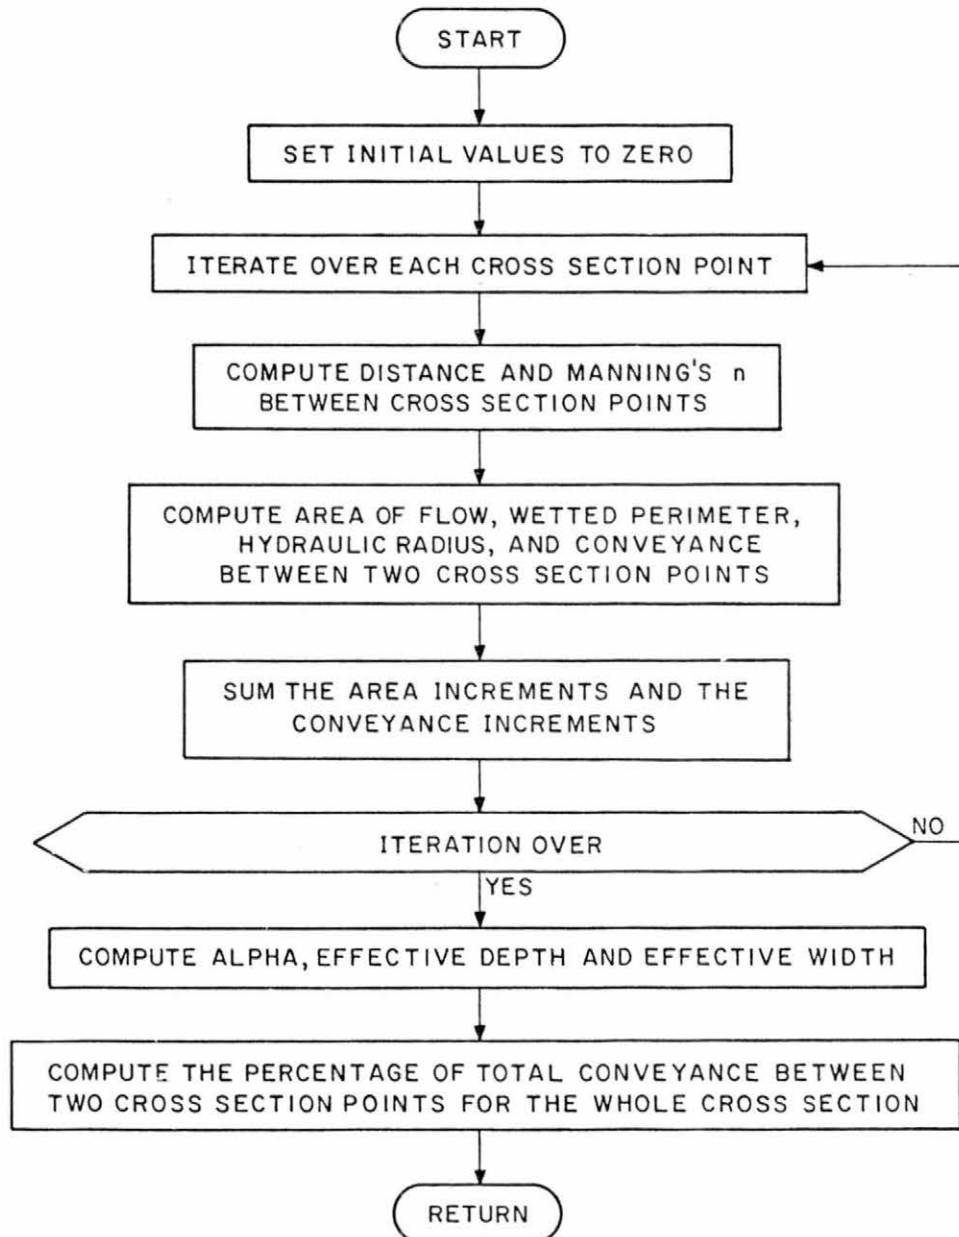 START
SET INITIAL VALUES TO ZERO
ITERATE OVER EACH CROSS SECTION POINT
COMPUTE DISTANCE AND MANNING'S n
BETWEEN CROSS SECTION POINTS
COMPUTE AREA OF FLOW, WETTED PERIMETER,
HYDRAULIC RADIUS, AND CONVEYANCE
BETWEEN TWO CROSS SECTION POINTS
SUM THE AREA INCREMENTS AND THE
CONVEYANCE INCREMENTS
ITERATION OVER
NO
YES
COMPUTE ALPHA, EFFECTIVE DEPTH AND EFFECTIVE WIDTH
COMPUTE THE PERCENTAGE OF TOTAL CONVEYANCE BETWEEN
TWO CROSS SECTION POINTS FOR THE WHOLE CROSS SECTION
RETURN